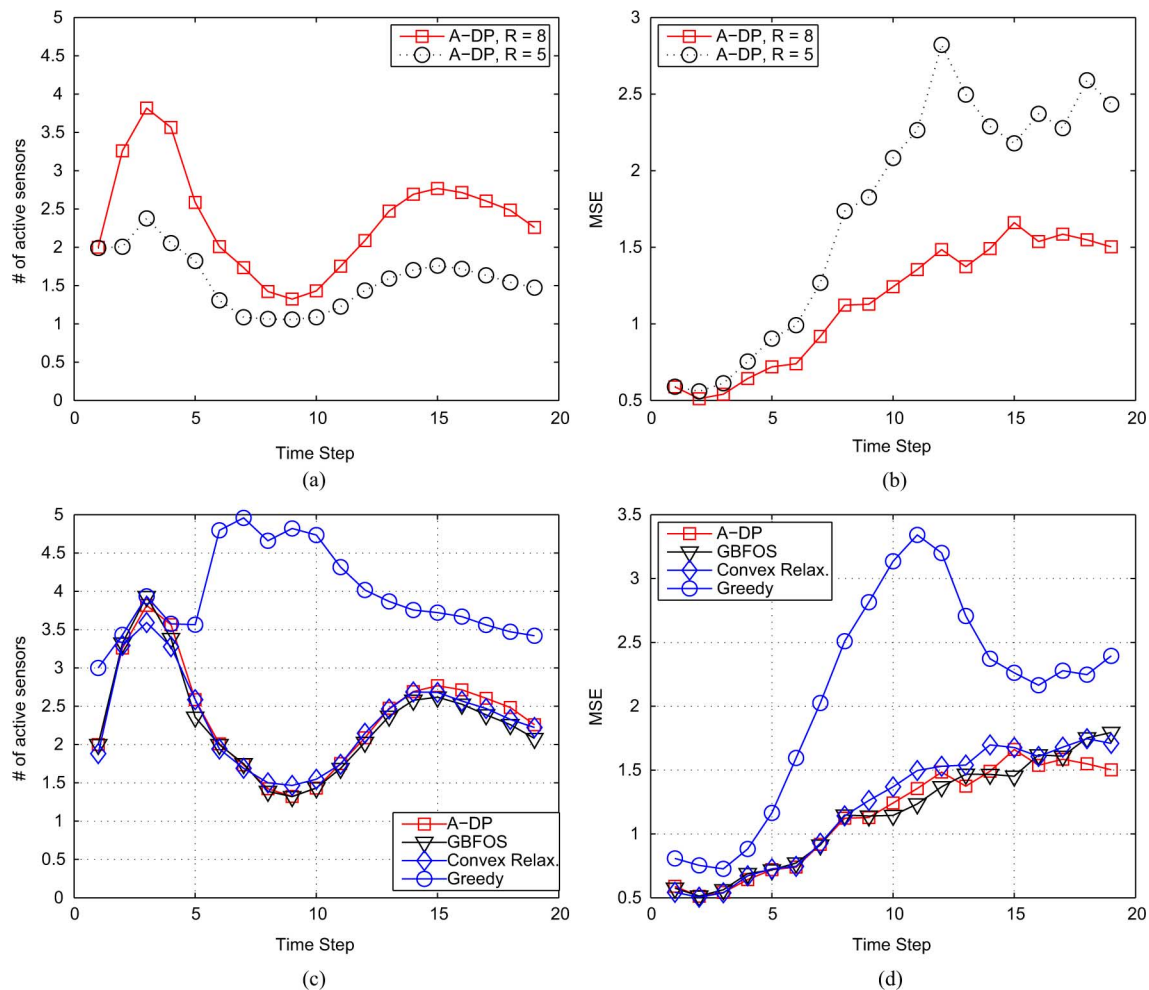 A-DP, R = 8
A-DP, R = 5
5
4.5
4
3.5
3
2.5
2
1.5
1
0.5
0
# of active sensors
0
5
10
15
20
Time Step
(a)
A-DP, R = 8
A-DP, R = 5
3
2.5
2
1.5
1
0.5
MSE
0
5
10
15
20
Time Step
(b)
5
4.5
4
3.5
3
2.5
2
1.5
1
0.5
0
# of active sensors
A-DP
GBFOS
Convex Relax.
Greedy
0
5
10
15
20
Time Step
(c)
A-DP
GBFOS
Convex Relax.
Greedy
3.5
3
2.5
2
1.5
1
0.5
MSE
0
5
10
15
20
Time Step
(d)